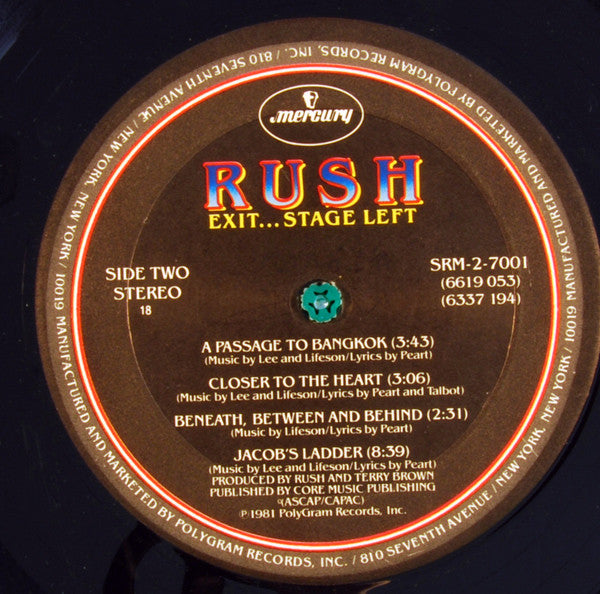 mercury
RUSH
EXIT...STAGE LEFT
SIDE TWO
STEREO
18
SRM-2-7001
(6619 053)
(6337 194)
A PASSAGE TO BANGKOK (3:43)
(Music by Lee and Lifeson/Lyrics by Peart)
CLOSER TO THE HEART (3:06)
(Music by Lee and Lifeson/Lyrics by Peart and Talbot)
BENEATH, BETWEEN AND BEHIND (2:31)
(Music by Lifeson/Lyrics by Peart)
JACOB'S LADDER (8:39)
(Music by Lee and Lifeson/Lyrics by Peart)
PRODUCED BY RUSH AND TERRY BROWN
PUBLISHED BY CORE MUSIC PUBLISHING
(ASCAP/CAPAC)
℗ 1981 PolyGram Records, Inc.
MANUFACTURED AND MARKETED BY POLYGRAM RECORDS, INC. / 810 SEVENTH AVENUE / NEW YORK, NEW YORK / 10019
MANUFACTURED AND MARKETED BY POLYGRAM RECORDS, INC. / 810 SEVENTH AVENUE / NEW YORK, NEW YORK / 10019